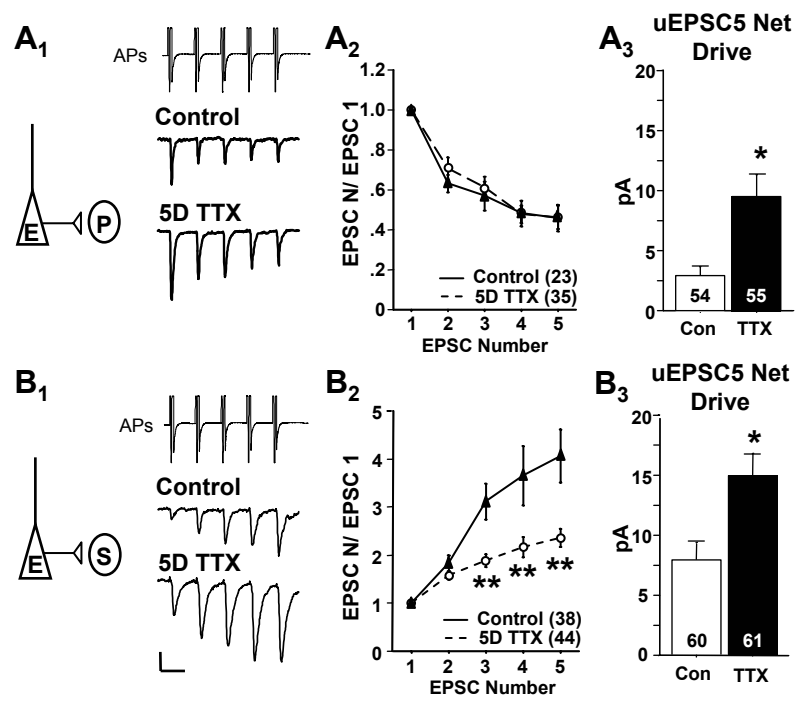 A1
APs
Control
5D TTX
E
P
A2
EPSC N/ EPSC 1
1.2
1.0
.8
.6
.4
.2
0
Control (23)
5D TTX (35)
1 2 3 4 5
EPSC Number
A3
uEPSC5 Net
Drive
pA
20
15
10
5
0
*
54 55
Con TTX
B1
APs
Control
5D TTX
E
S
B2
EPSC N/ EPSC 1
5
4
3
2
1
0
** ** **
Control (38)
5D TTX (44)
1 2 3 4 5
EPSC Number
B3
uEPSC5 Net
Drive
pA
20
15
10
5
0
*
60 61
Con TTX